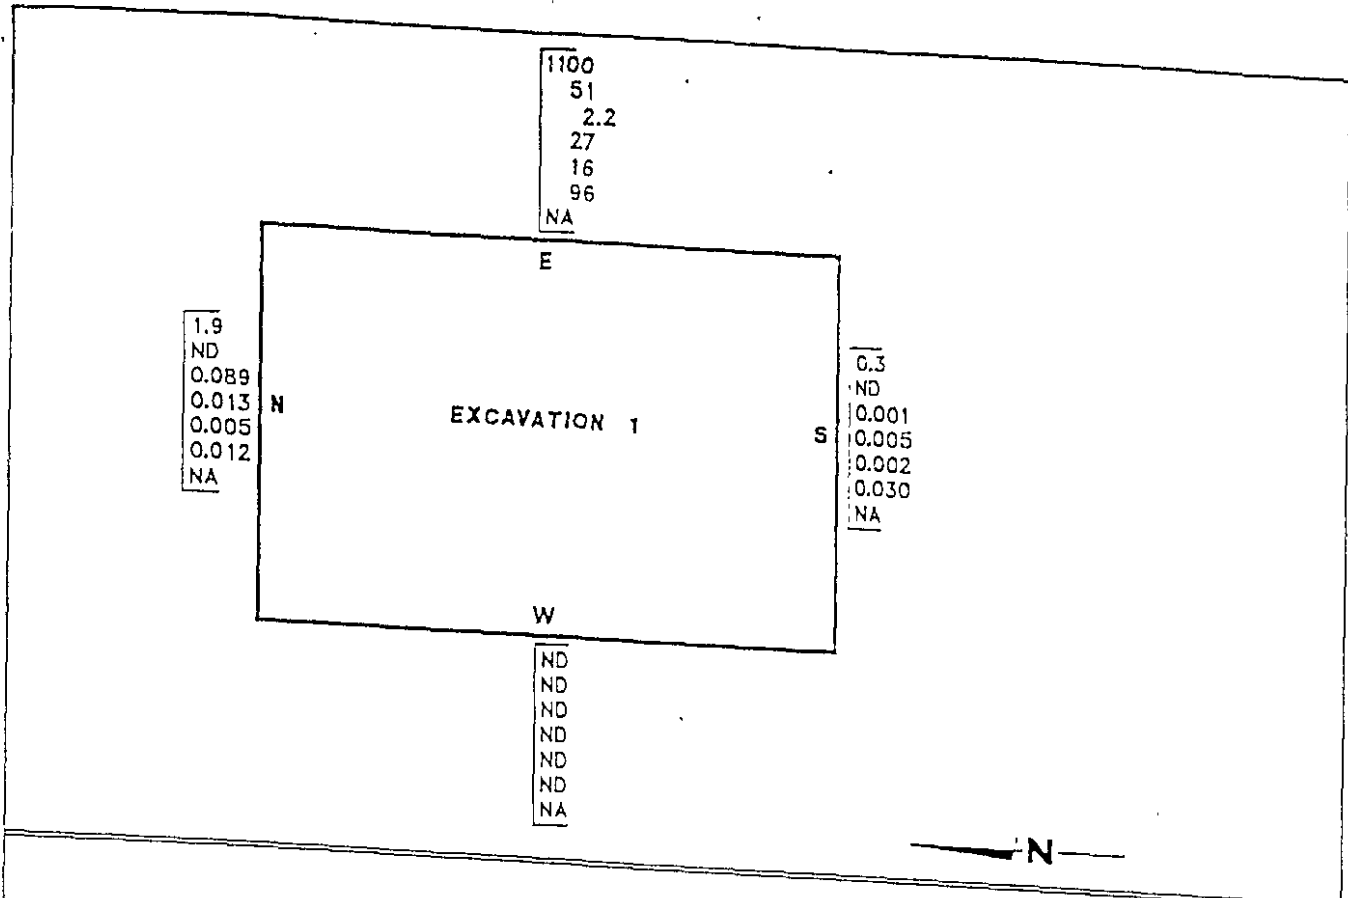 1100
51
2.2
27
16
96
NA
E
1.9
ND
0.089
0.013
0.005
0.012
NA
N
EXCAVATION 1
S
0.3
ND
0.001
0.005
0.002
0.030
NA
W
ND
ND
ND
ND
ND
ND
NA
N